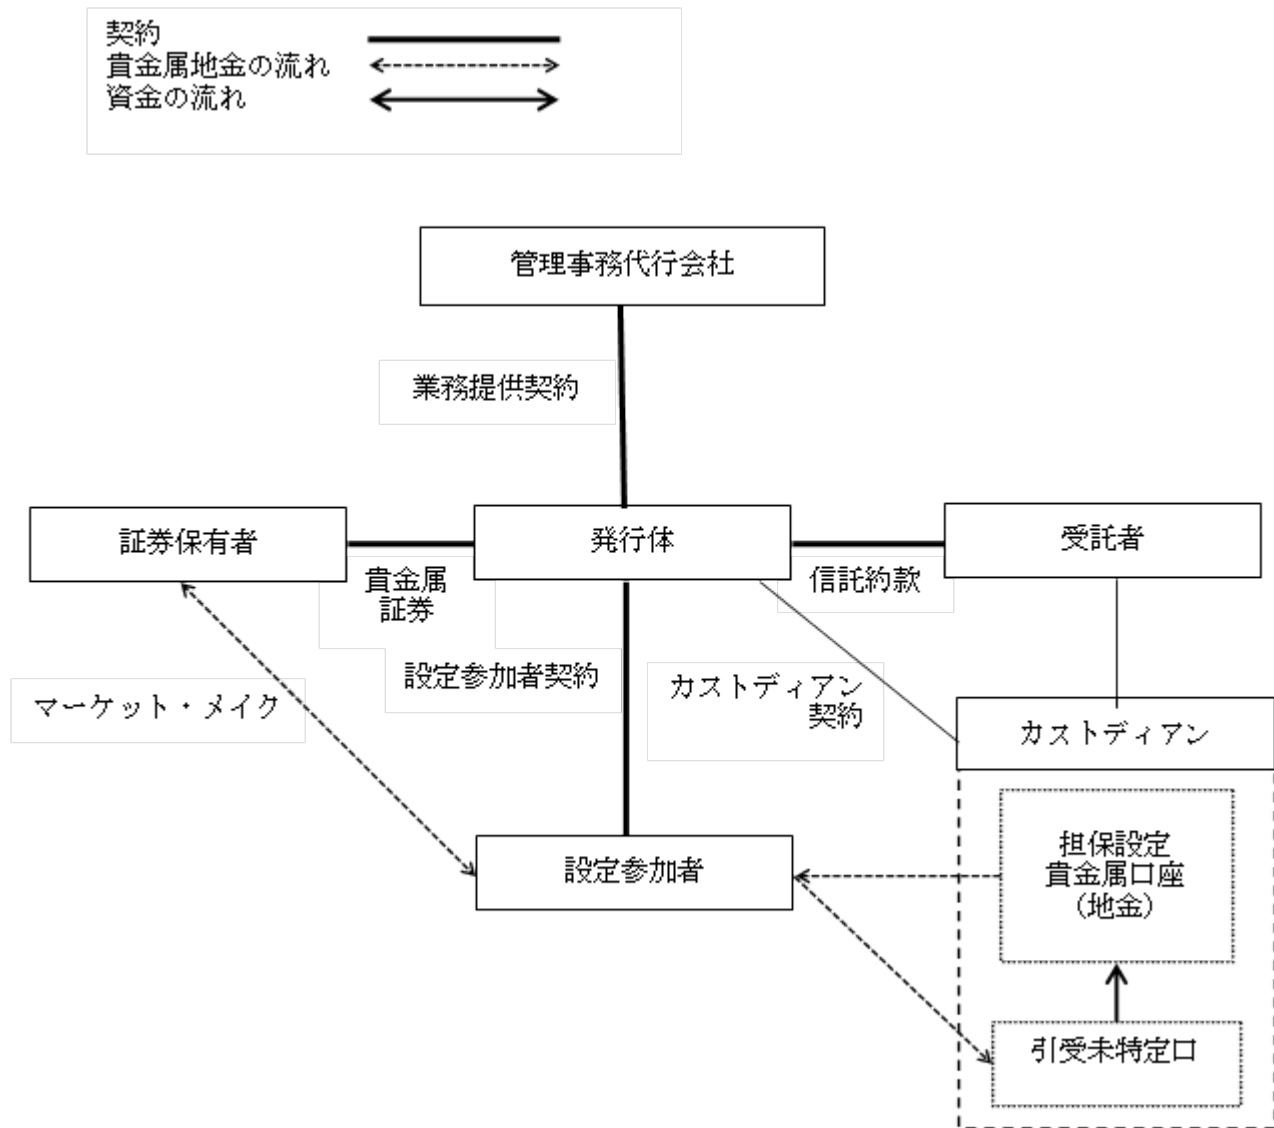 契約
貴金属地金の流れ
資金の流れ
管理事務代行会社
業務提供契約
証券保有者
発行体
受託者
貴金属
証券
信託約款
設定参加者契約
カストディアン
契約
マーケット・メイク
カストディアン
設定参加者
担保設定
貴金属口座
(地金)
引受未特定口